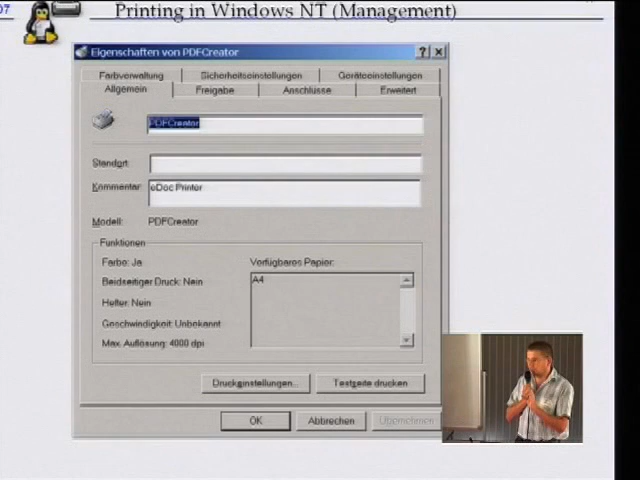 07
Printing in Windows NT (Management)
Eigenschaften von PDFCreator
Farbverwaltung Sicherheitseinstellungen Geräteeinstellungen
Allgemein Freigabe Anschlüsse Erweitert
PDFCreator
Standort:
Kommentar: eDoc Printer
Modell: PDFCreator
Funktionen
Farbe: Ja Verfügbares Papier:
Beidseitiger Druck: Nein A4
Hefter: Nein
Geschwindigkeit: Unbekannt
Max. Auflösung: 4000 dpi
Druckeinstellungen... Testseite drucken
OK Abbrechen Übernehmen